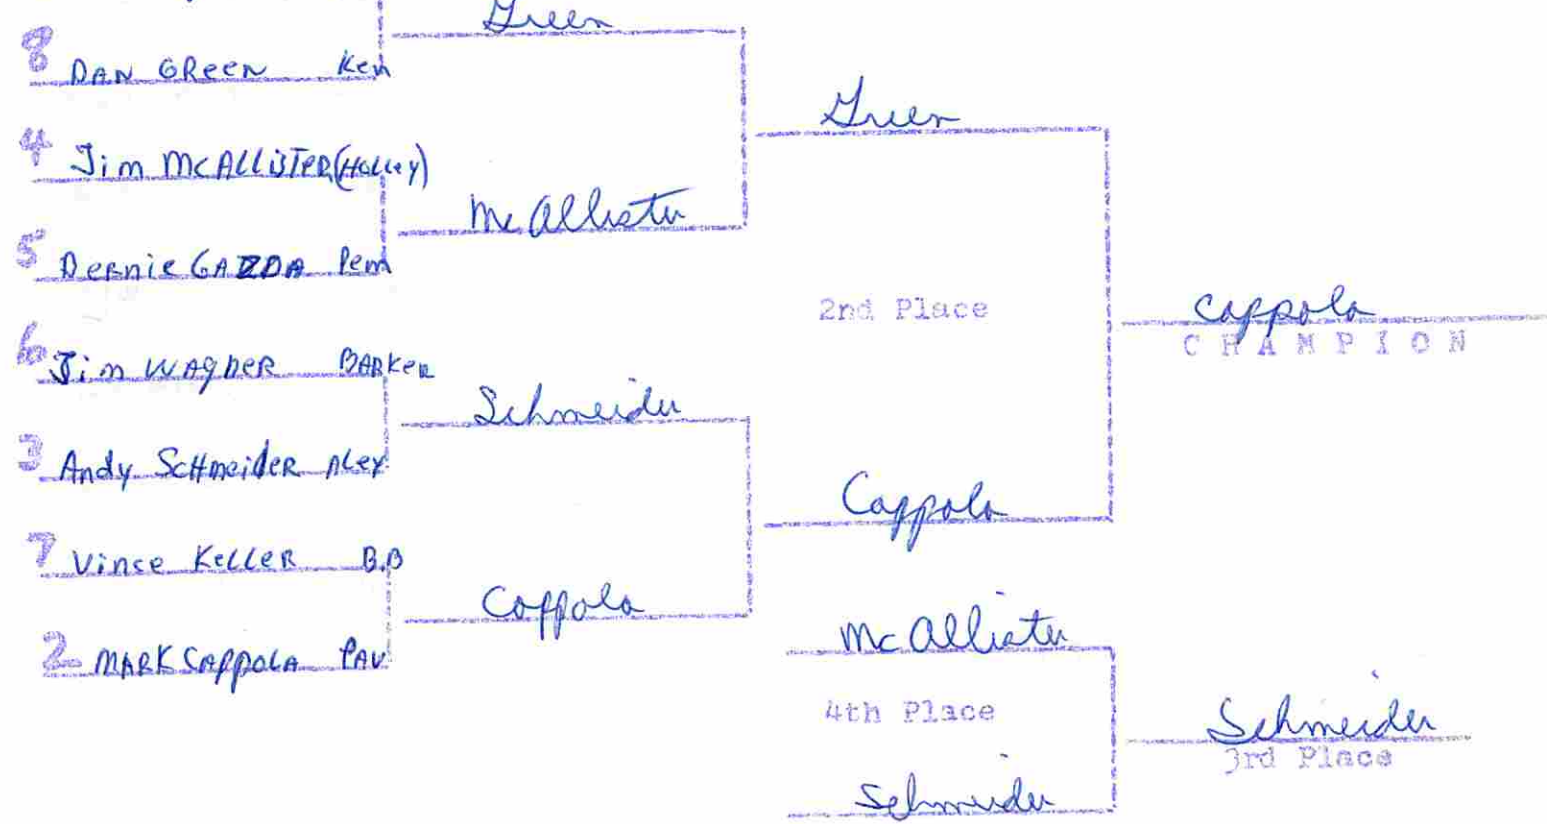 Green
8 DAN GReeN Ken
Green
4 Jim MCALLISTER (HOLLEY)
McAllister
5 Bernie GAZDA Pem
2nd Place
Cappola
CHAMPION
6 Jim WAgNER BARKeR
Schneider
3 Andy ScHneideR ALex
Cappola
7 Vince KeLLeR B.B
Coppola
2 MARK CAppoLA PAV
McAllister
4th Place
Schneider
3rd Place
Schneider